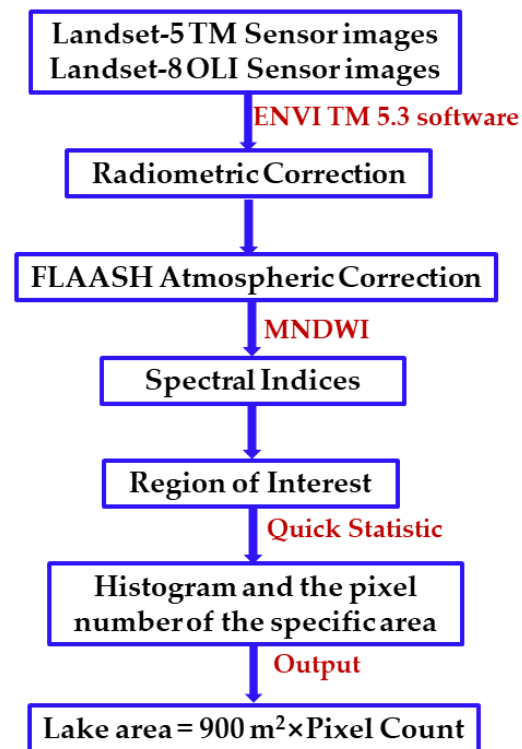 Landset-5 TM Sensor images
Landset-8 OLI Sensor images
ENVI TM 5.3 software
Radiometric Correction
FLAASH Atmospheric Correction
MNDWI
Spectral Indices
Region of Interest
Quick Statistic
Histogram and the pixel
number of the specific area
Output
Lake area = 900 m²×Pixel Count